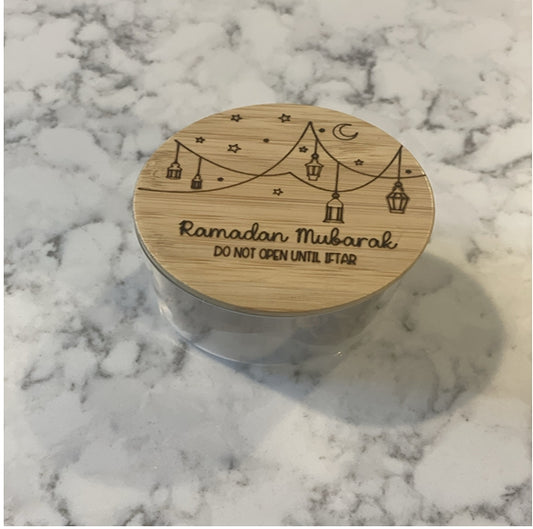 Ramadan Mubarak
DO NOT OPEN UNTIL IFTAR